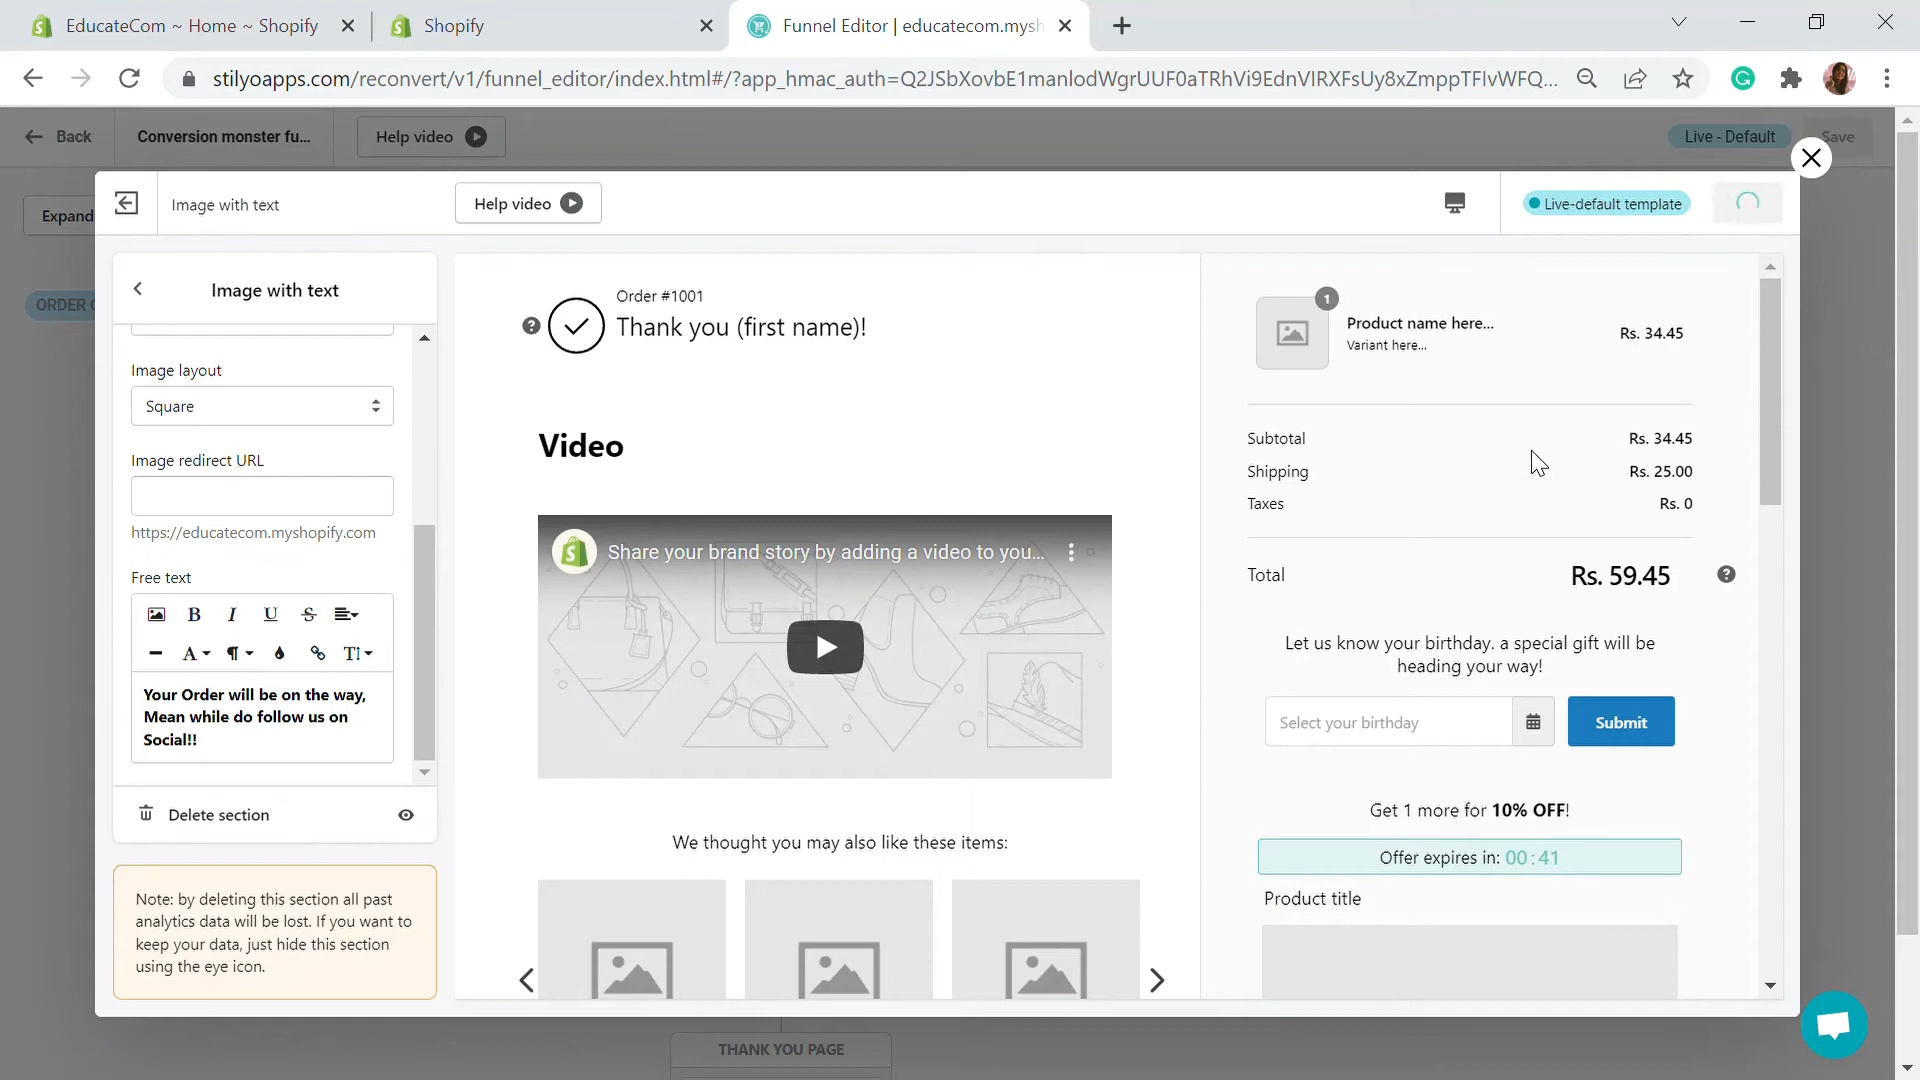 EducateCom ~ Home ~ Shopify
Shopify
Funnel Editor | educatecom.mysh
stilyoapps.com/reconvert/v1/funnel_editor/index.html#/?app_hmac_auth=Q2JSbXovbE1manlodWgrUUF0aTRhVi9EdnVIRXFsUy8xZmppTFIvWFQ...
Back
Conversion monster fu...
Help video
Live - Default
Save
Expand
ORDER
Image with text
Help video
Live-default template
Image with text
Image layout
Square
Image redirect URL
https://educatecom.myshopify.com
Free text
B I U S
A ¶ T
Your Order will be on the way,
Mean while do follow us on
Social!!
Delete section
Note: by deleting this section all past
analytics data will be lost. If you want to
keep your data, just hide this section
using the eye icon.
Order #1001
Thank you (first name)!
Video
Share your brand story by adding a video to you...
We thought you may also like these items:
1
Product name here...
Variant here...
Rs. 34.45
Subtotal Rs. 34.45
Shipping Rs. 25.00
Taxes Rs. 0
Total Rs. 59.45
Let us know your birthday. a special gift will be
heading your way!
Select your birthday
Submit
Get 1 more for 10% OFF!
Offer expires in: 00:41
Product title
THANK YOU PAGE